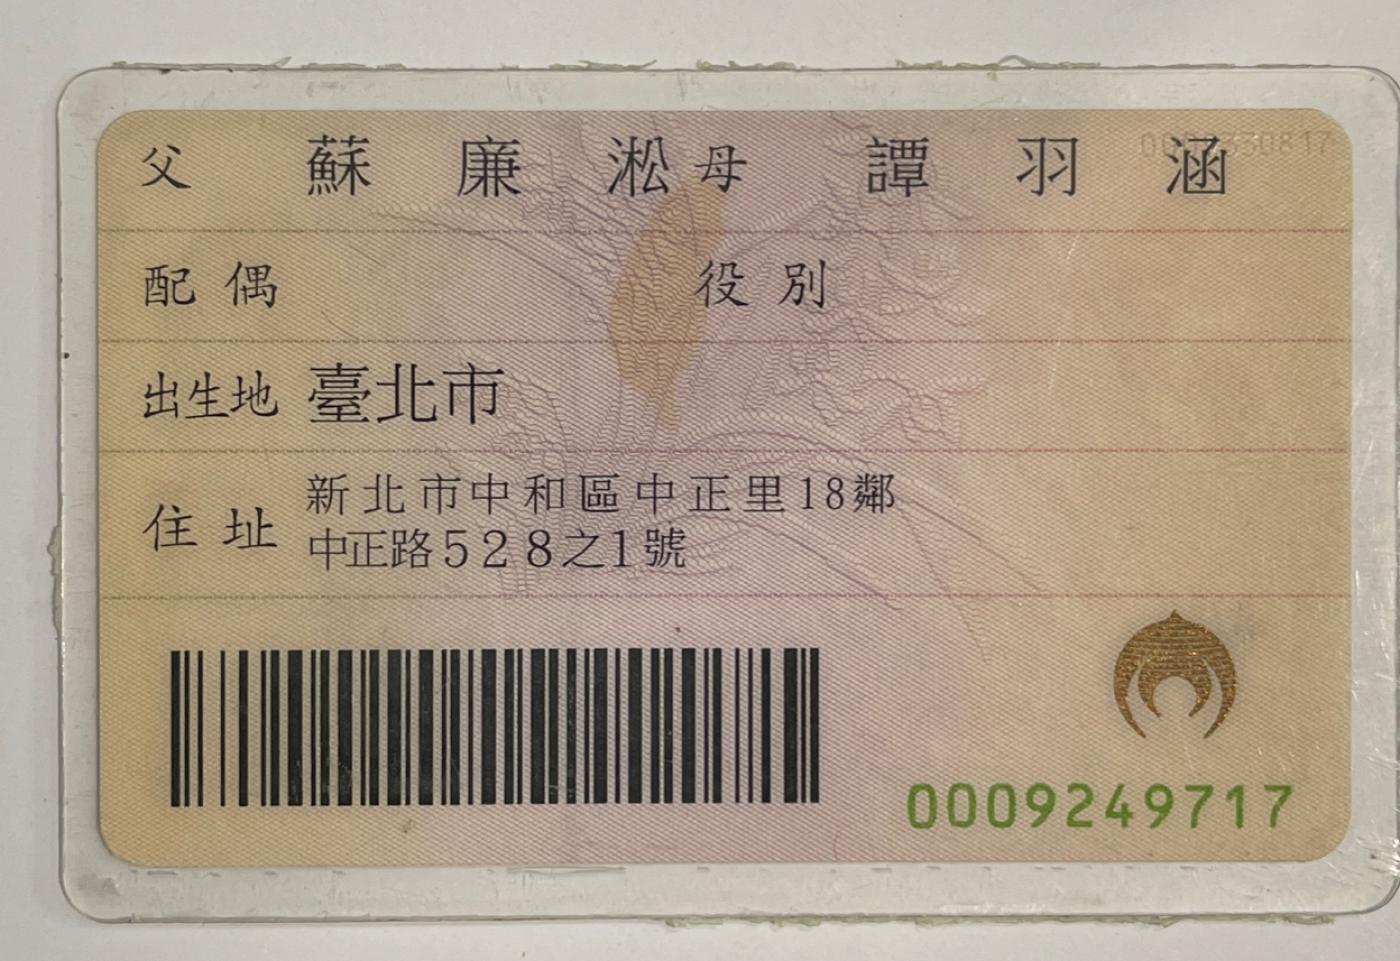 父 蘇廉淞 母 譚羽涵
配偶 役別
出生地 臺北市
住址 新北市中和區中正里18鄰
中正路528之1號
0009249717